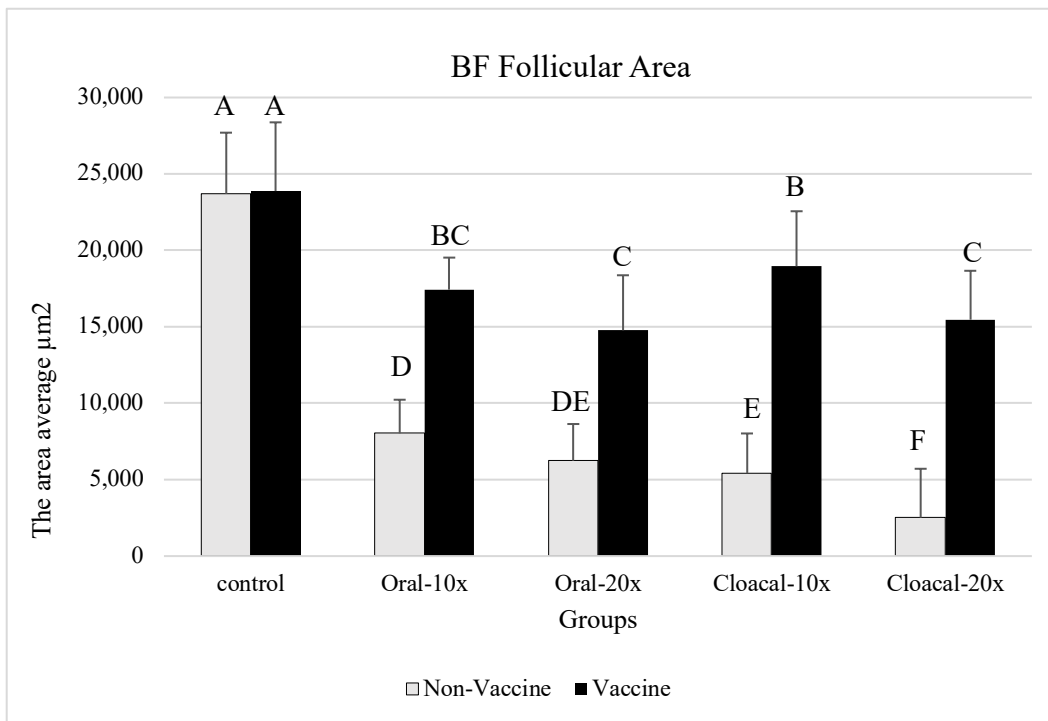 BF Follicular Area
The area average µm2
30,000
25,000
20,000
15,000
10,000
5,000
0
A
A
D
BC
DE
C
E
B
F
C
control
Oral-10x
Oral-20x
Cloacal-10x
Cloacal-20x
Groups
Non-Vaccine
Vaccine